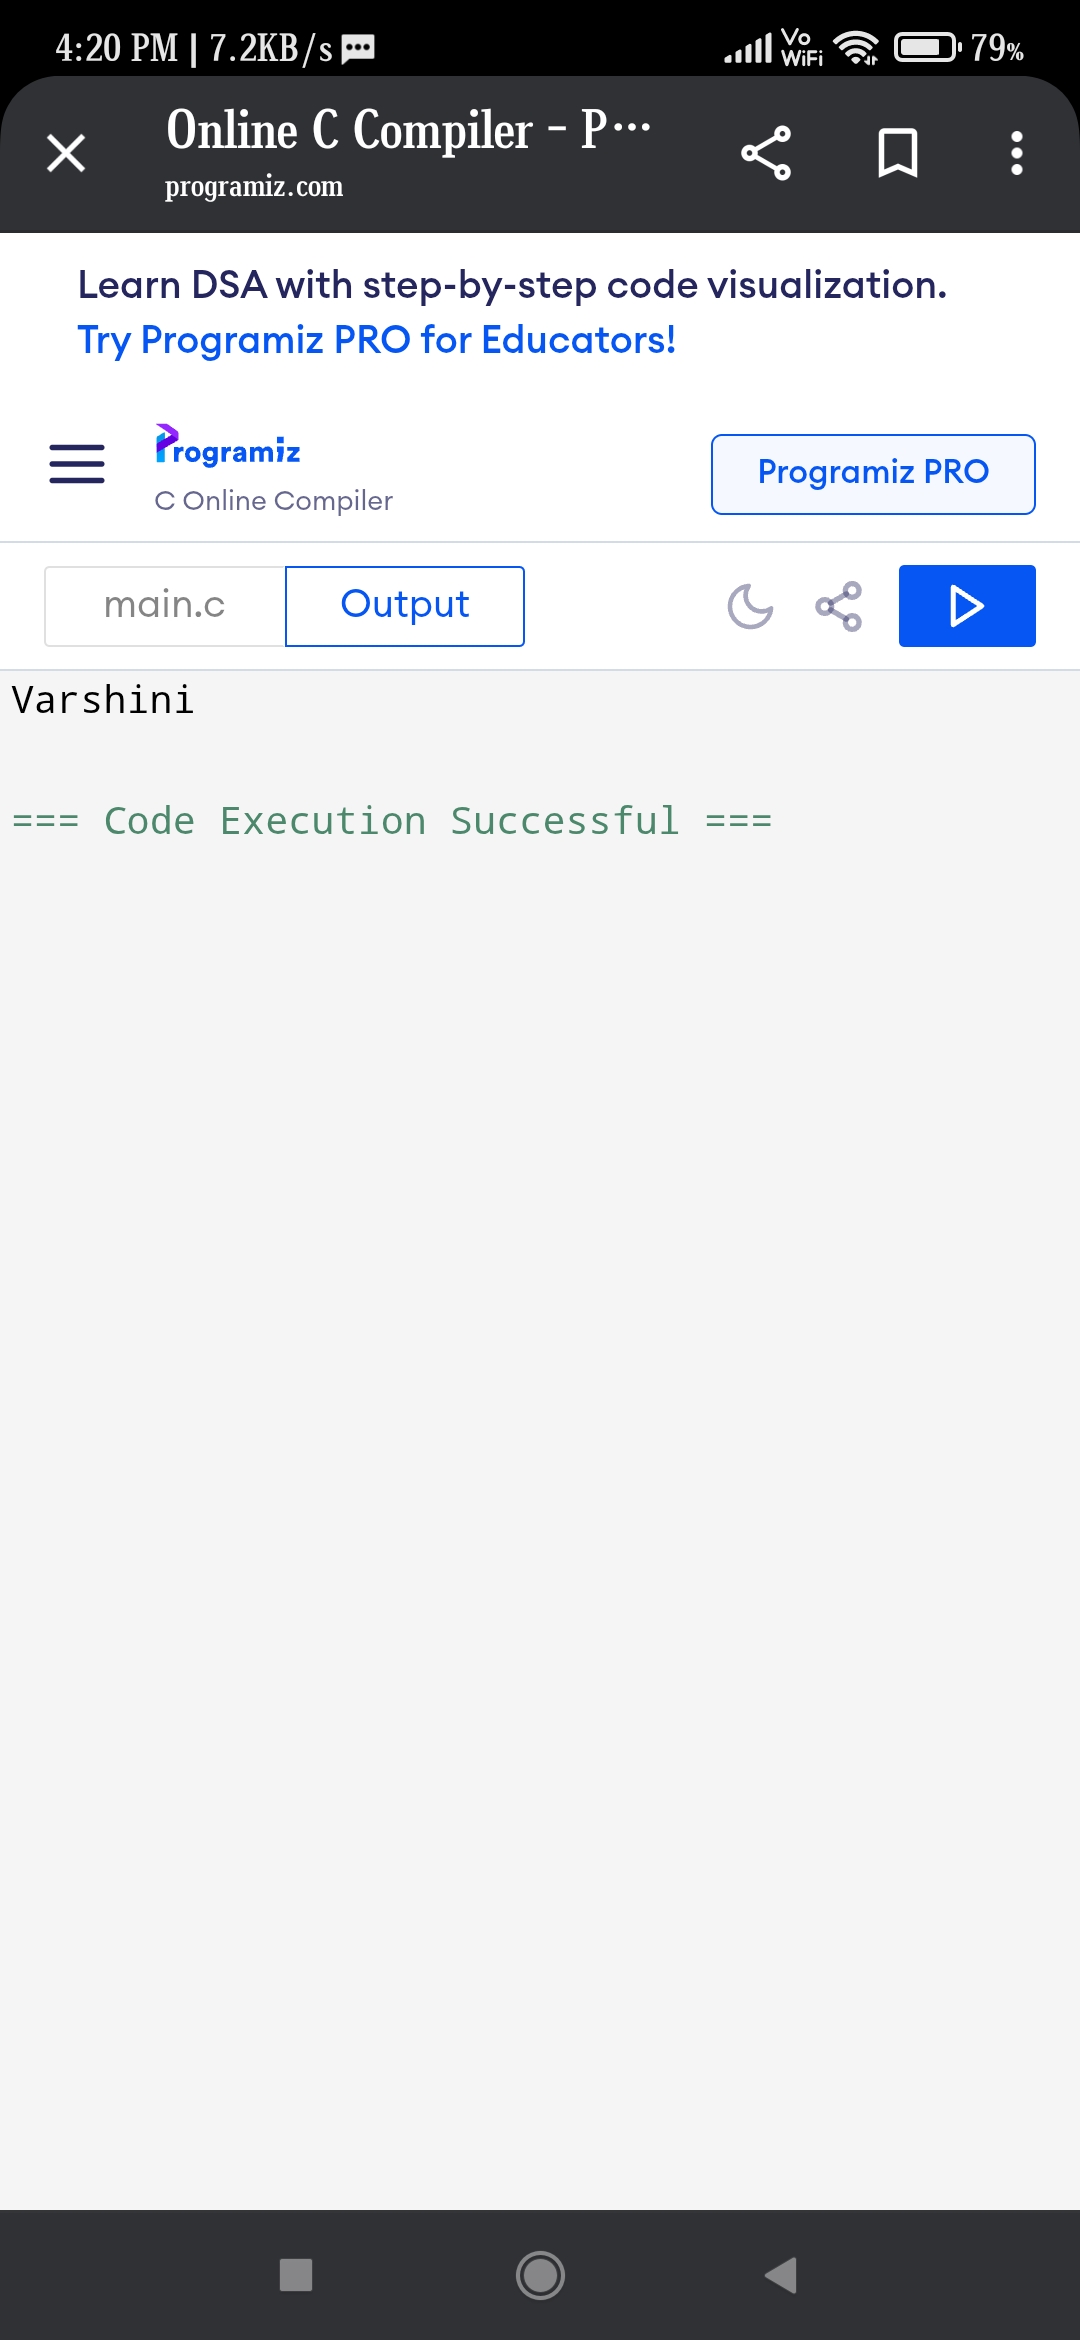 4:20 PM | 7.2KB/s Vo WiFi 79%
Online C Compiler - P...
programiz.com
Learn DSA with step-by-step code visualization.
Try Programiz PRO for Educators!
Programiz
C Online Compiler
Programiz PRO
main.c Output
Varshini
=== Code Execution Successful ===